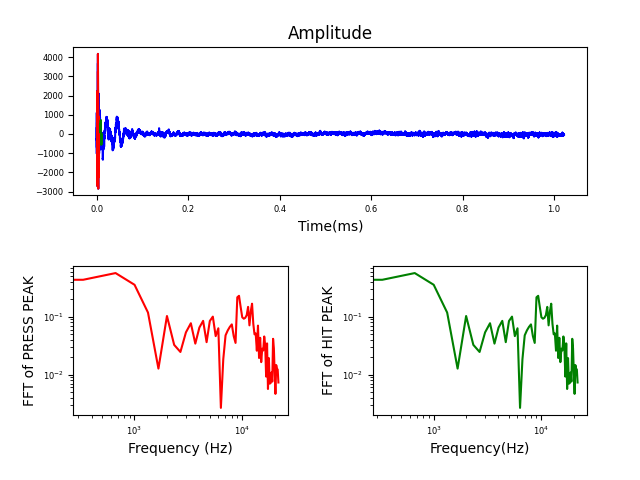 Amplitude
4000
3000
2000
1000
0
−1000
−2000
−3000
0.0 0.2 0.4 0.6 0.8 1.0
Time(ms)
FFT of PRESS PEAK
10⁻¹
10⁻²
10³ 10⁴
Frequency (Hz)
FFT of HIT PEAK
10⁻¹
10⁻²
10³ 10⁴
Frequency(Hz)